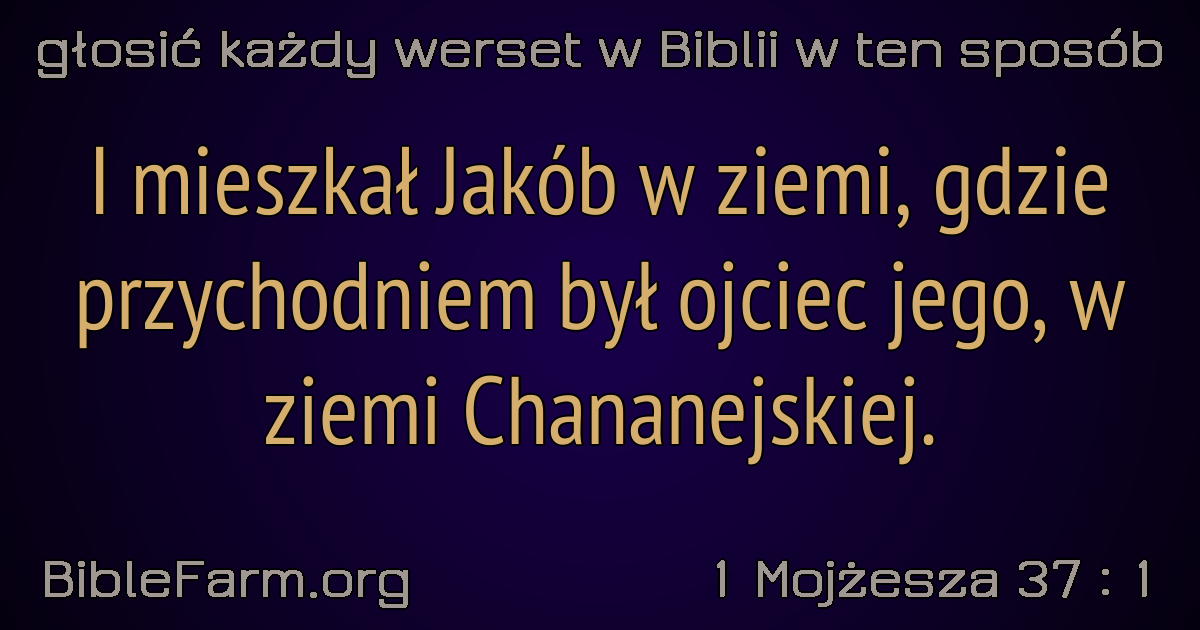 głosić każdy werset w Biblii w ten sposób
I mieszkał Jakób w ziemi, gdzie
przychodniem był ojciec jego, w
ziemi Chananejskiej.
BibleFarm.org
1 Mojżesza 37 : 1